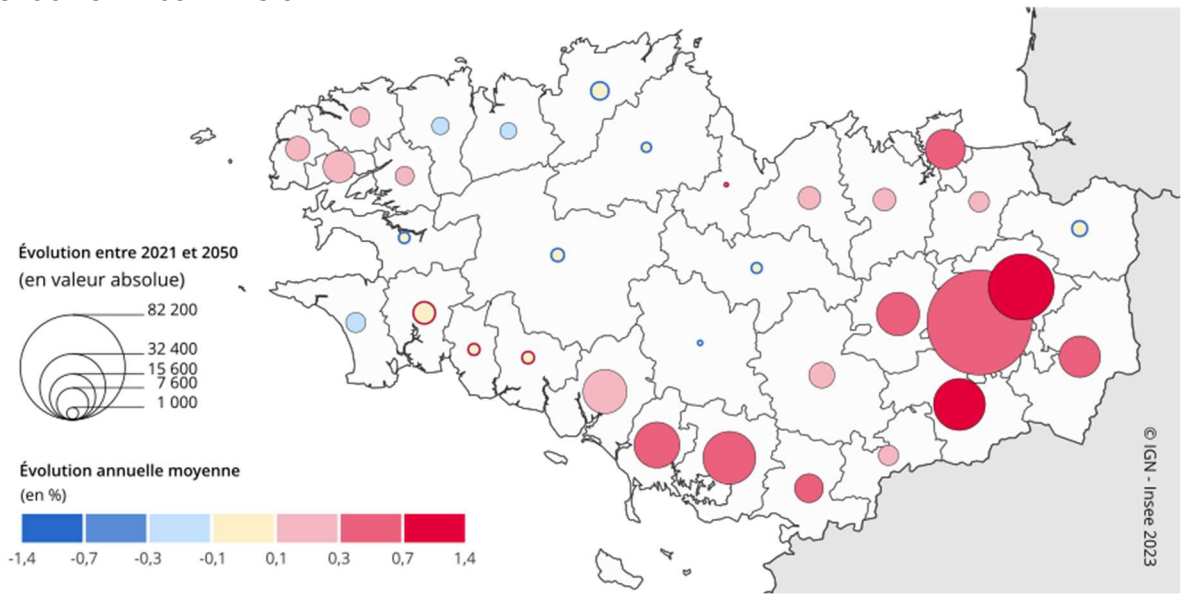 Évolution entre 2021 et 2050
(en valeur absolue)
82 200
32 400
15 600
7 600
1 000
Évolution annuelle moyenne
(en %)
-1,4 -0,7 -0,3 -0,1 0,1 0,3 0,7 1,4
© IGN - Insee 2023